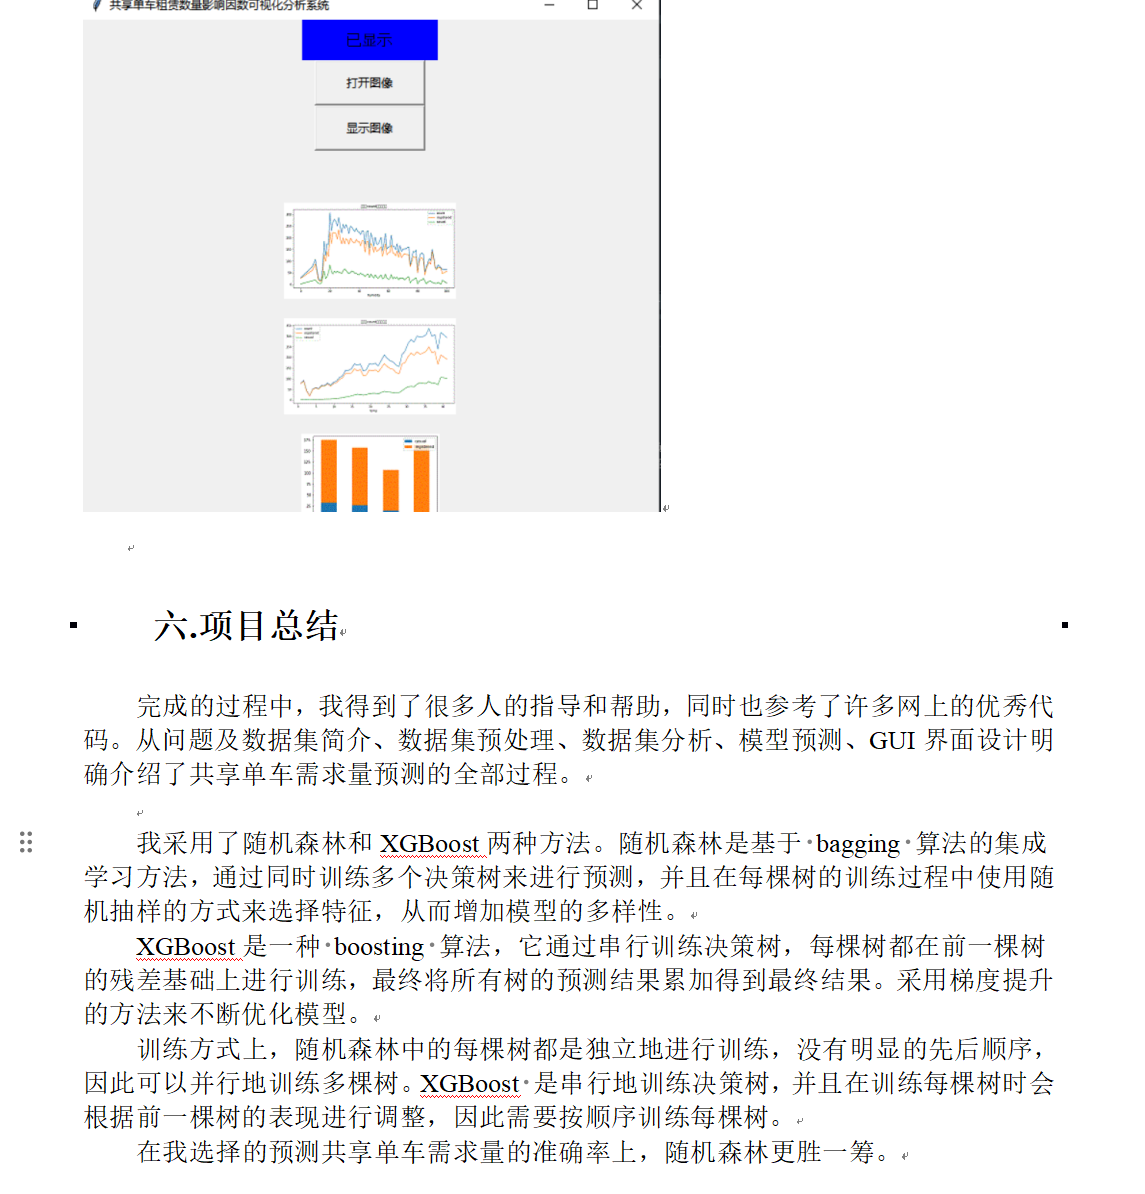 共享单车租赁数量影响因数可视化分析系统
已显示
打开图像
显示图像
六.项目总结
完成的过程中，我得到了很多人的指导和帮助，同时也参考了许多网上的优秀代
码。从问题及数据集简介、数据集预处理、数据集分析、模型预测、GUI 界面设计明
确介绍了共享单车需求量预测的全部过程。
我采用了随机森林和 XGBoost 两种方法。随机森林是基于 bagging 算法的集成
学习方法，通过同时训练多个决策树来进行预测，并且在每棵树的训练过程中使用随
机抽样的方式来选择特征，从而增加模型的多样性。
XGBoost 是一种 boosting 算法，它通过串行训练决策树，每棵树都在前一棵树
的残差基础上进行训练，最终将所有树的预测结果累加得到最终结果。采用梯度提升
的方法来不断优化模型。
训练方式上，随机森林中的每棵树都是独立地进行训练，没有明显的先后顺序，
因此可以并行地训练多棵树。XGBoost 是串行地训练决策树，并且在训练每棵树时会
根据前一棵树的表现进行调整，因此需要按顺序训练每棵树。
在我选择的预测共享单车需求量的准确率上，随机森林更胜一筹。